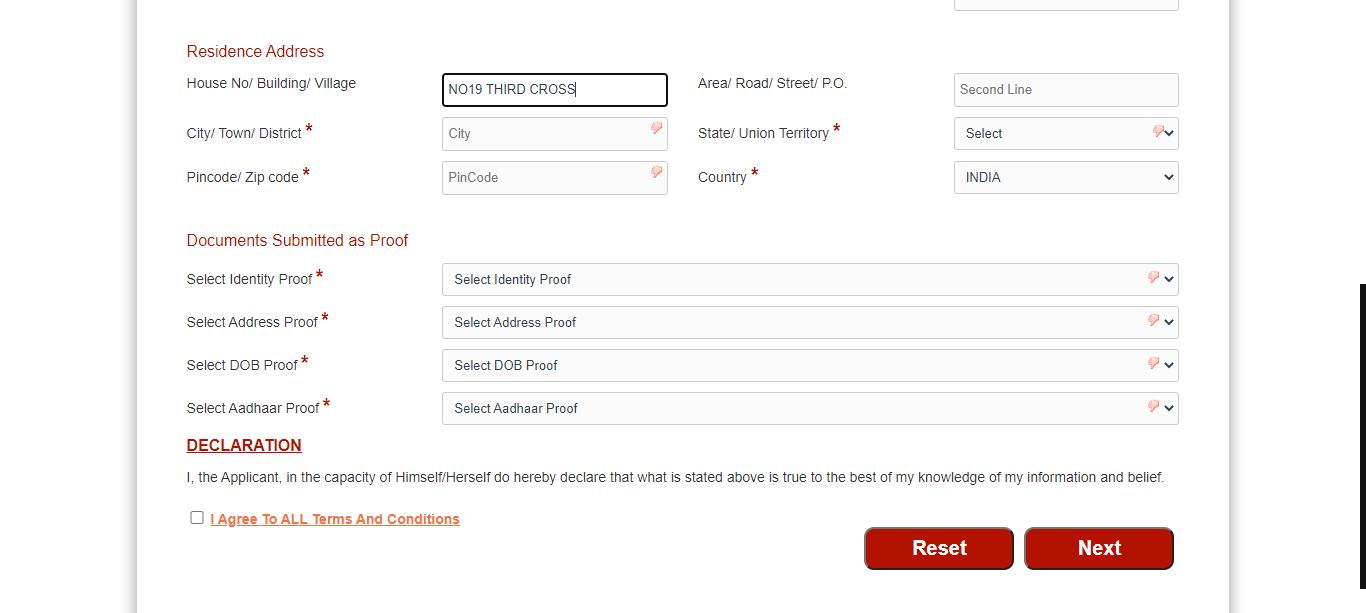 Residence Address
House No/ Building/ Village
NO19 THIRD CROSS
Area/ Road/ Street/ P.O.
Second Line
City/ Town/ District *
City
State/ Union Territory *
Select
Pincode/ Zip code *
PinCode
Country *
INDIA
Documents Submitted as Proof
Select Identity Proof *
Select Identity Proof
Select Address Proof *
Select Address Proof
Select DOB Proof *
Select DOB Proof
Select Aadhaar Proof *
Select Aadhaar Proof
DECLARATION
I, the Applicant, in the capacity of Himself/Herself do hereby declare that what is stated above is true to the best of my knowledge of my information and belief.
I Agree To ALL Terms And Conditions
Reset
Next